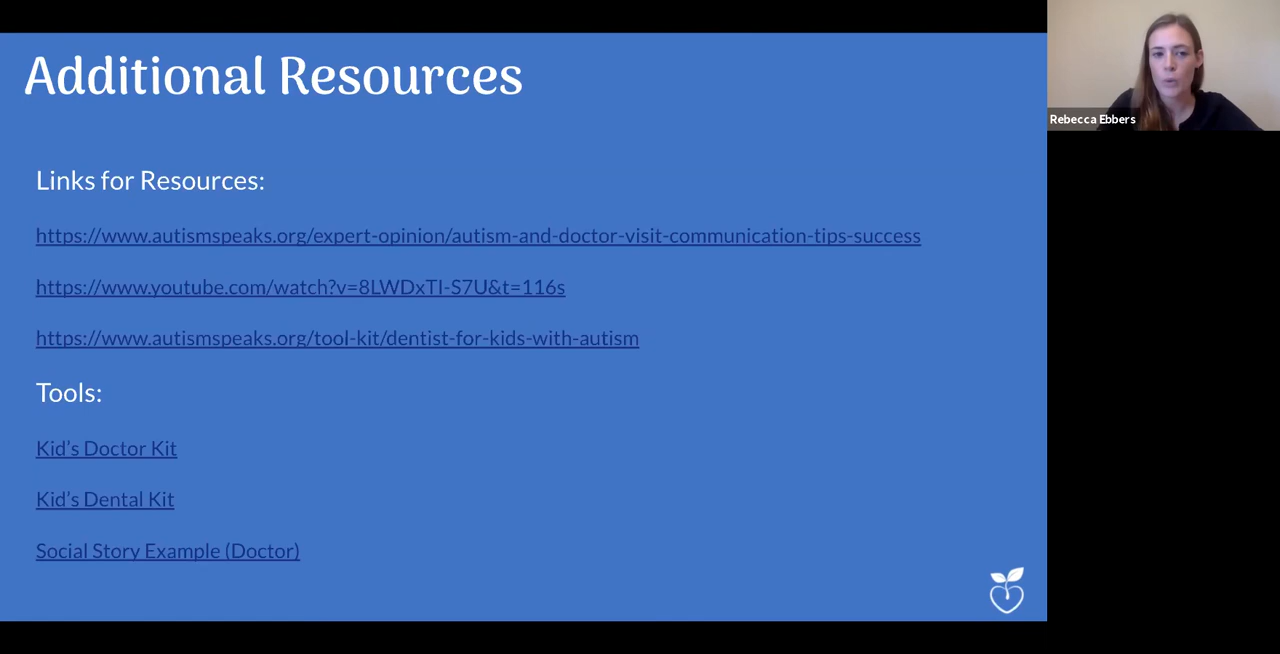 Additional Resources
Links for Resources:
https://www.autismspeaks.org/expert-opinion/autism-and-doctor-visit-communication-tips-success
https://www.youtube.com/watch?v=8LWDxTI-S7U&t=116s
https://www.autismspeaks.org/tool-kit/dentist-for-kids-with-autism
Tools:
Kid's Doctor Kit
Kid's Dental Kit
Social Story Example (Doctor)
Rebecca Ebbers